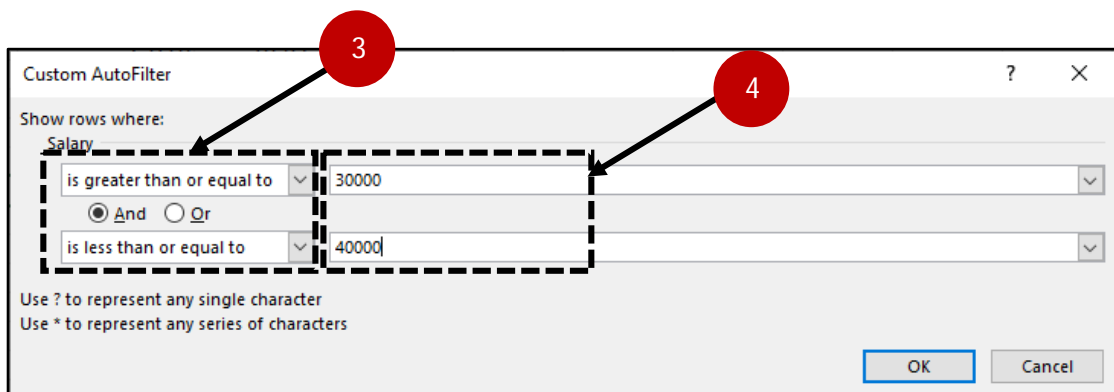 3
Custom AutoFilter ? ×
4
Show rows where:
Salary
is greater than or equal to 30000
And Or
is less than or equal to 40000
Use ? to represent any single character
Use * to represent any series of characters
OK Cancel